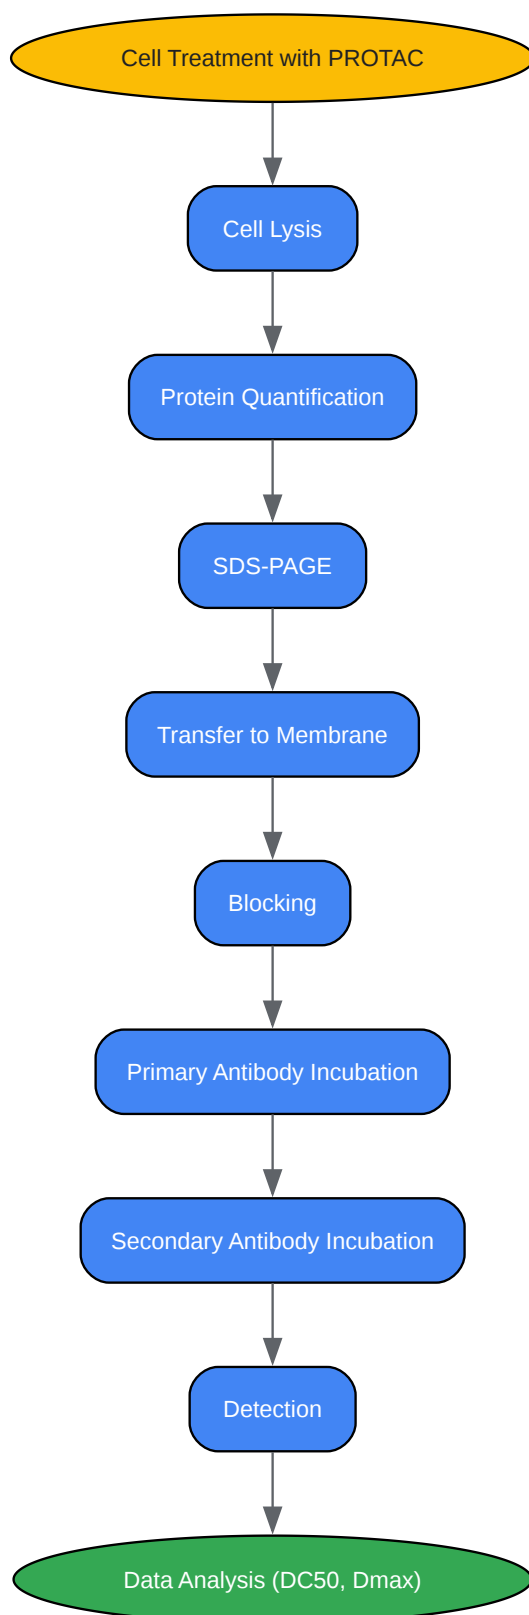 Cell Treatment with PROTAC
Cell Lysis
Protein Quantification
SDS-PAGE
Transfer to Membrane
Blocking
Primary Antibody Incubation
Secondary Antibody Incubation
Detection
Data Analysis (DC50, Dmax)